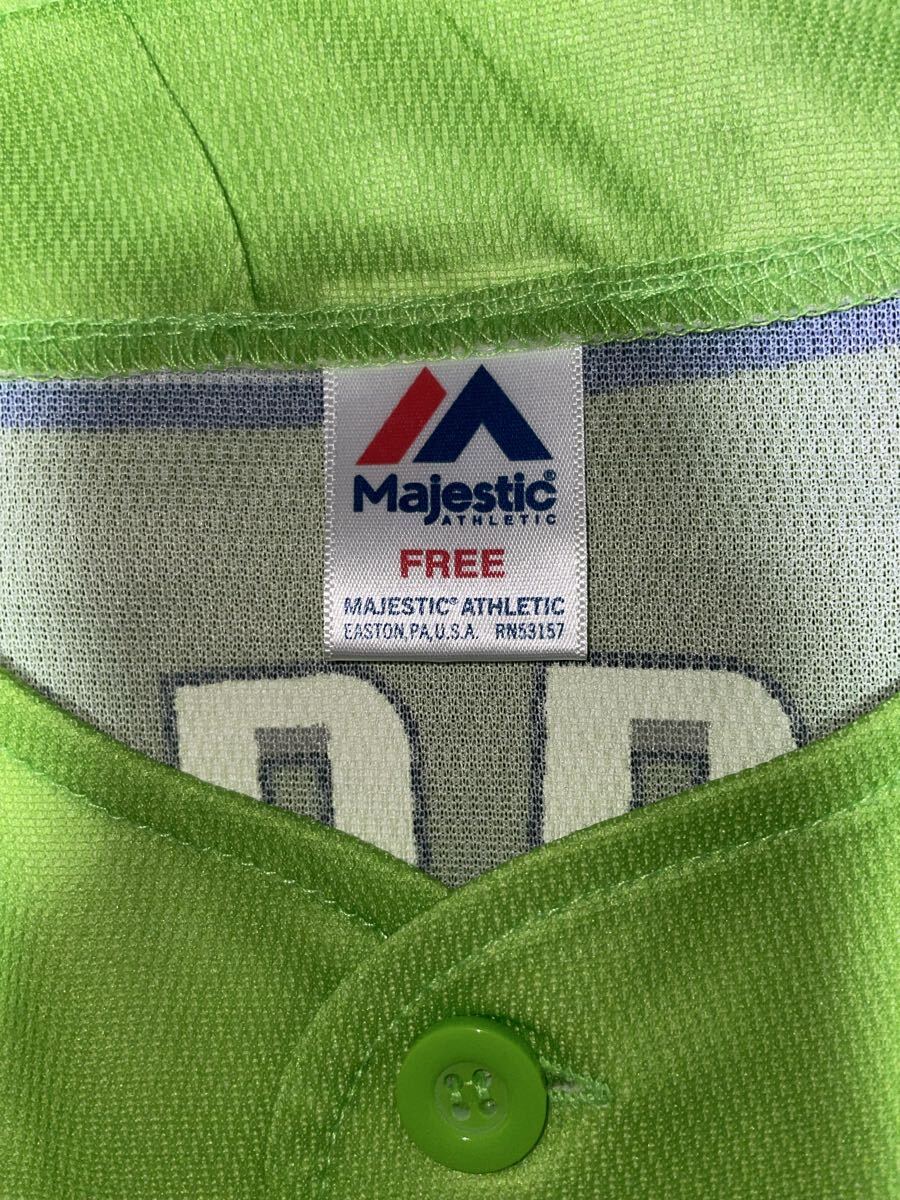 Majestic®
ATHLETIC
FREE
MAJESTIC® ATHLETIC
EASTON, PA, U.S.A. RN53157